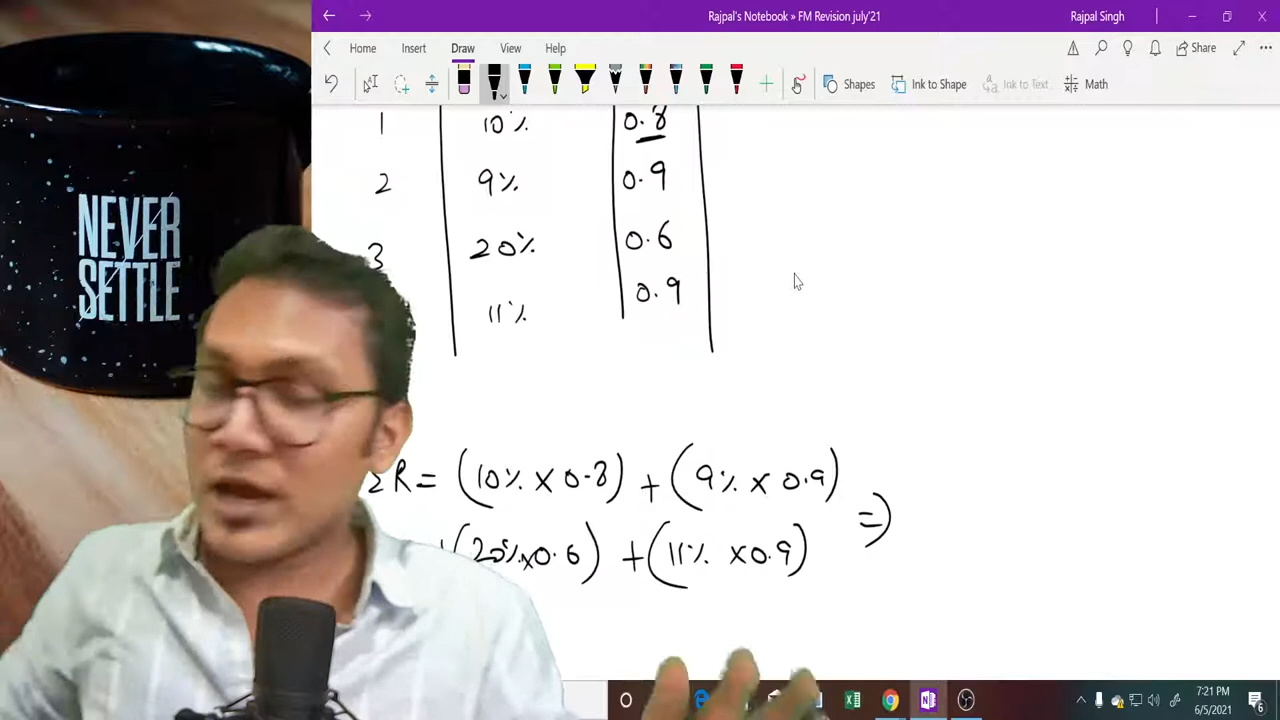 NEVER
SETTLE
Rajpal's Notebook » FM Revision july'21
Rajpal Singh
Home Insert Draw View Help
Share
Shapes Ink to Shape Ink to Text Math
1 10% 0.8
2 9% 0.9
3 20% 0.6
11% 0.9
R = (10% x 0.8) + (9% x 0.9)
(20% x 0.6) + (11% x 0.9) =>
7:21 PM
6/5/2021
6